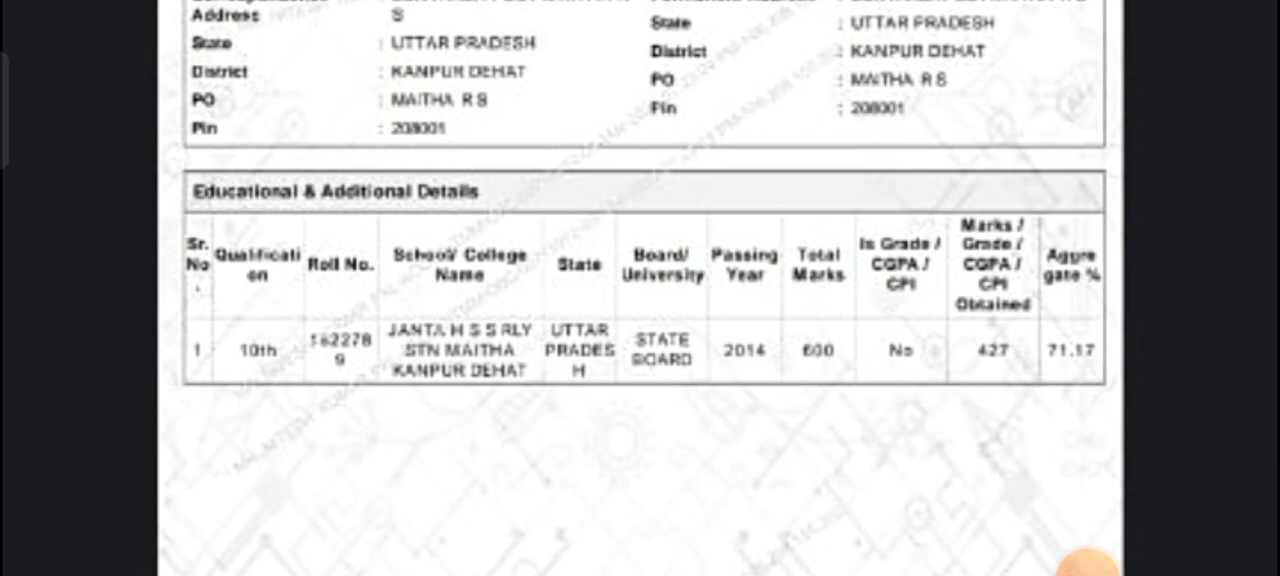 Address
S
State : UTTAR PRADESH
District : KANPUR DEHAT
PO : MAITHA R S
Pin : 208001
State : UTTAR PRADESH
District : KANPUR DEHAT
PO : MAITHA R S
Pin : 208001
Educational & Additional Details
Sr. No. Qualification Roll No. School/ College Name State Board/ University Passing Year Total Marks Is Grade / CGPA / CPI Marks / Grade / CGPA / CPI Obtained Aggregate %
1 10th JANTA H S S RLY STN MAITHA KANPUR DEHAT UTTAR PRADESH STATE BOARD 2014 600 No 427 71.17